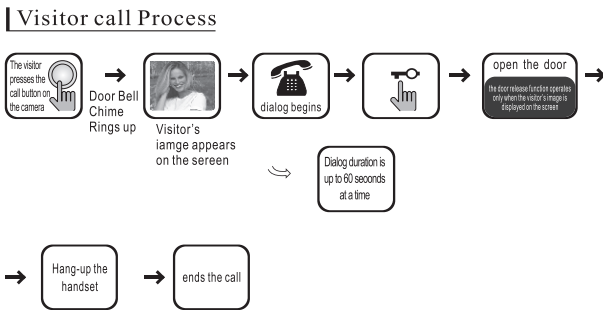 Visitor call Process
The visitor
presses the
call button on
the camera
Door Bell
Chime
Rings up
Visitor's
iamge appears
on the sereen
dialog begins
open the door
the door release function operates
only when the visitor's image is
displayed on the screen
Dialog duration is
up to 60 seoonds
at a time
Hang-up the
handset
ends the call